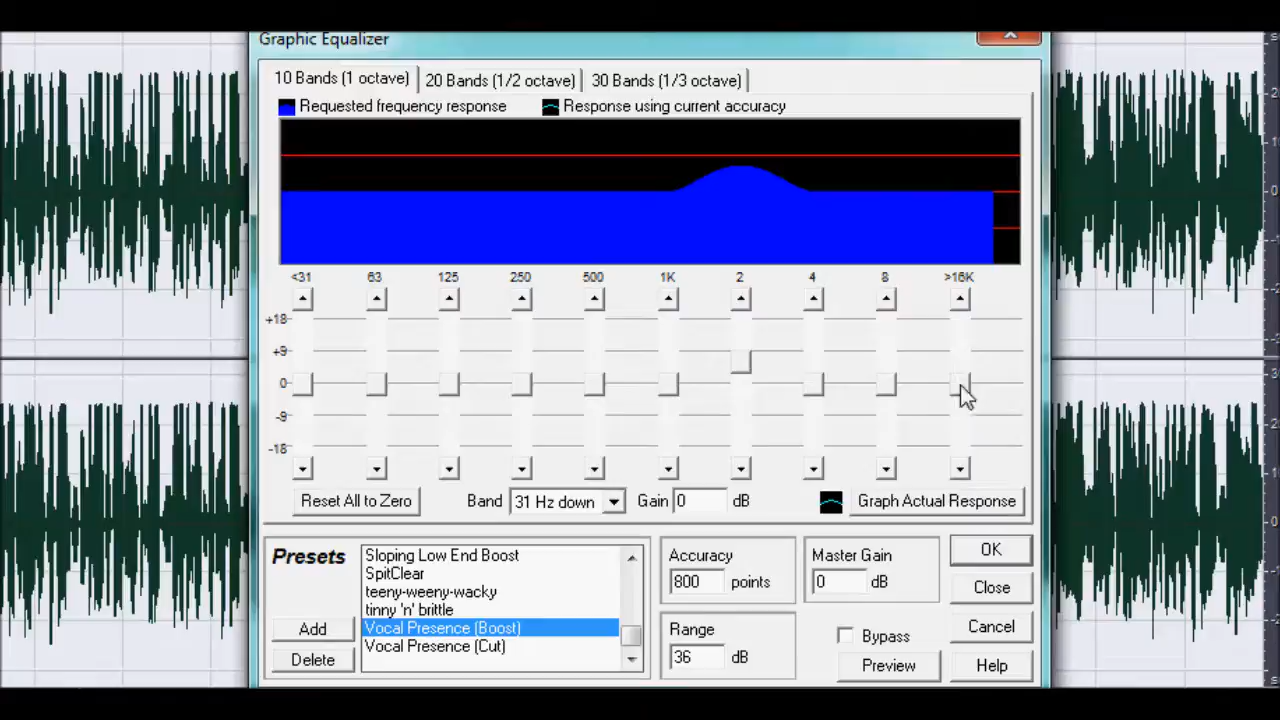 Graphic Equalizer
10 Bands (1 octave) 20 Bands (1/2 octave) 30 Bands (1/3 octave)
Requested frequency response Response using current accuracy
<31 63 125 250 500 1K 2 4 8 >16K
+18
+9
0
-9
-18
Reset All to Zero Band 31 Hz down Gain 0 dB Graph Actual Response
Presets
Sloping Low End Boost
SpitClear
teeny-weeny-wacky
tinny 'n' brittle
Vocal Presence (Boost)
Vocal Presence (Cut)
Add
Delete
Accuracy
800 points
Range
36 dB
Master Gain
0 dB
Bypass
Preview
OK
Close
Cancel
Help